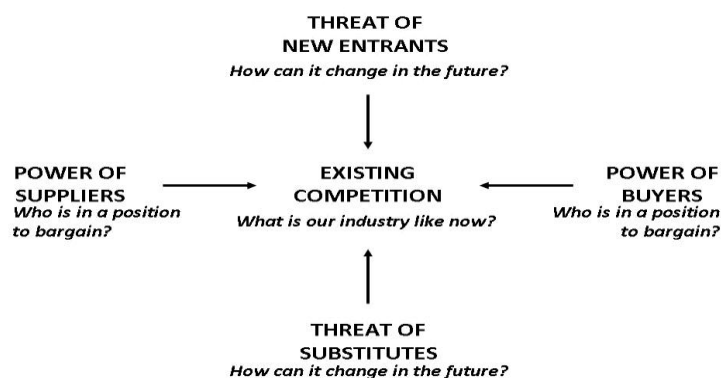 THREAT OF
NEW ENTRANTS
How can it change in the future?
POWER OF
SUPPLIERS
Who is in a position
to bargain?
EXISTING
COMPETITION
What is our industry like now?
POWER OF
BUYERS
Who is in a position
to bargain?
THREAT OF
SUBSTITUTES
How can it change in the future?